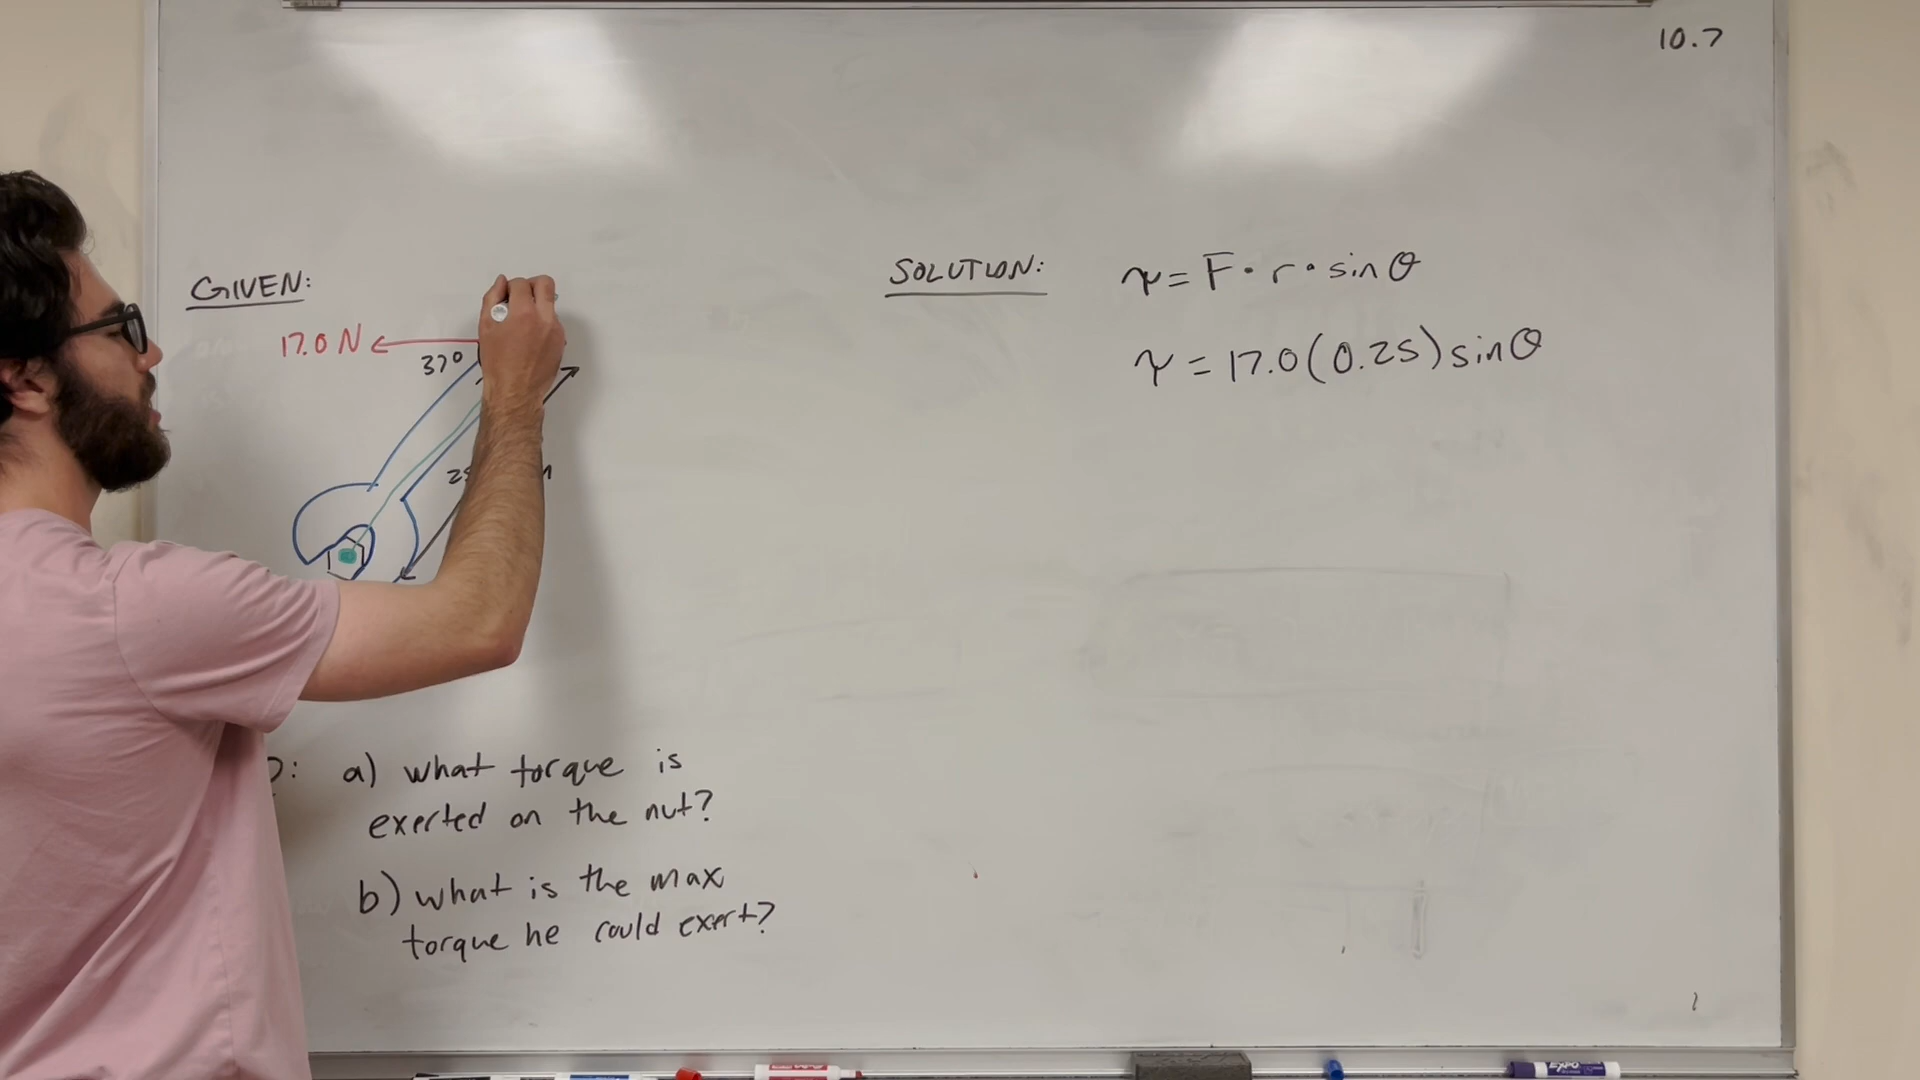 10.7
GIVEN:
17.0 N
37°
SOLUTION:
τ = F · r · sin θ
τ = 17.0(0.25) sin θ
a) what torque is
exerted on the nut?
b) what is the max
torque he could exert?
EXPO